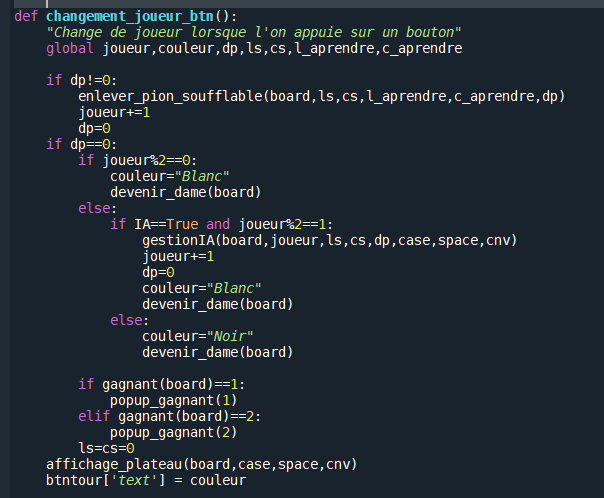 def changement_joueur_btn():
    "Change de joueur lorsque l'on appuie sur un bouton"
    global joueur,couleur,dp,ls,cs,l_aprendre,c_aprendre

    if dp!=0:
        enlever_pion_soufflable(board,ls,cs,l_aprendre,c_aprendre,dp)
        joueur+=1
        dp=0
    if dp==0:
        if joueur%2==0:
            couleur="Blanc"
            devenir_dame(board)
        else:
            if IA==True and joueur%2==1:
                gestionIA(board,joueur,ls,cs,dp,case,space,cnv)
                joueur+=1
                dp=0
                couleur="Blanc"
                devenir_dame(board)
            else:
                couleur="Noir"
                devenir_dame(board)

        if gagnant(board)==1:
            popup_gagnant(1)
        elif gagnant(board)==2:
            popup_gagnant(2)
        ls=cs=0
    affichage_plateau(board,case,space,cnv)
    btntour['text'] = couleur